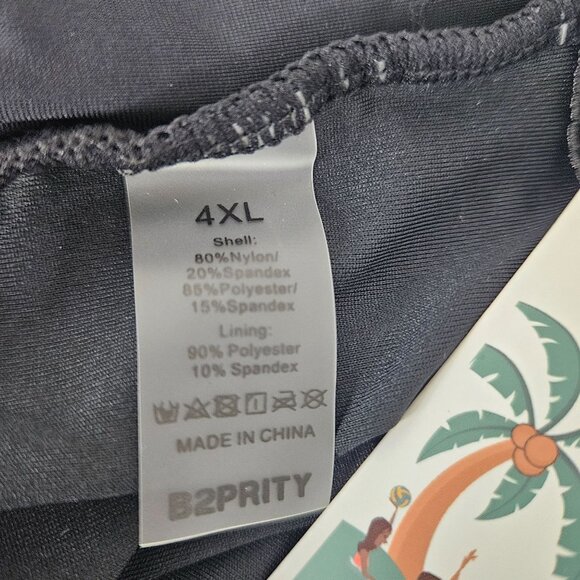 4XL
Shell:
80%Nylon/
20%Spandex
85%Polyester/
15%Spandex
Lining:
90% Polyester
10% Spandex
MADE IN CHINA
B2PRITY